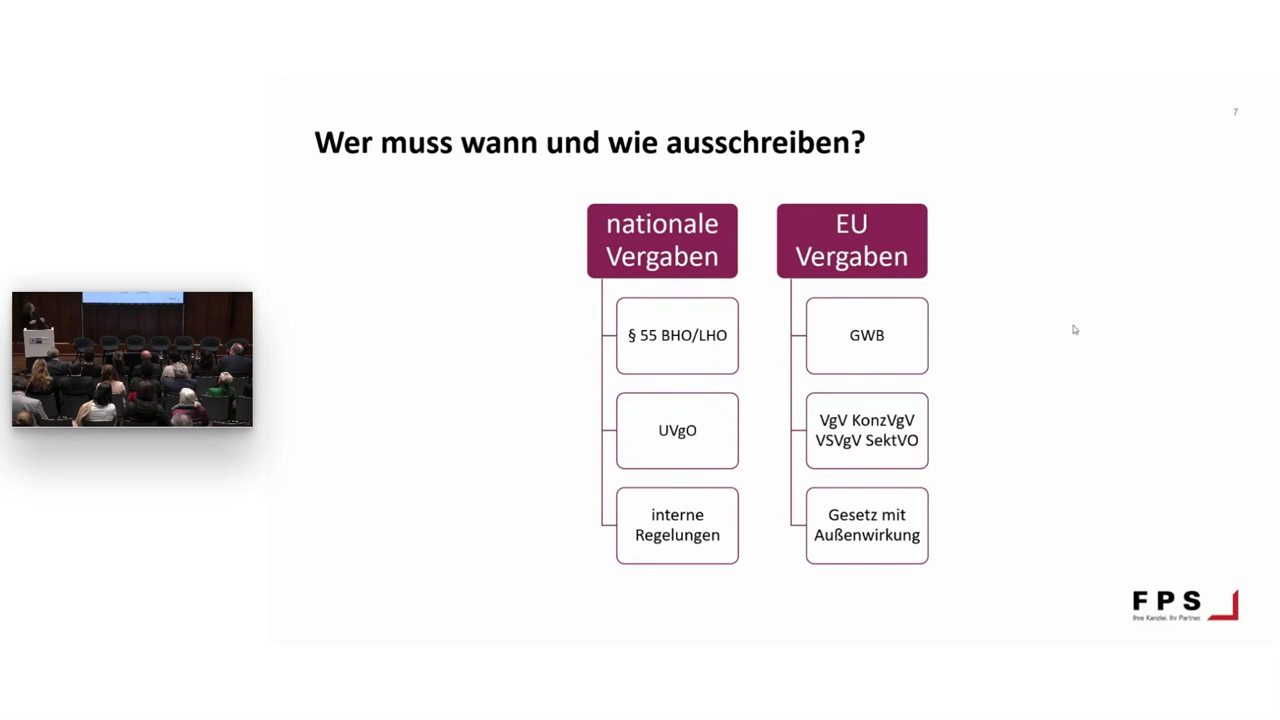 7
Wer muss wann und wie ausschreiben?
nationale
Vergaben
§ 55 BHO/LHO
UVgO
interne
Regelungen
EU
Vergaben
GWB
VgV KonzVgV
VSVgV SektVO
Gesetz mit
Außenwirkung
FPS
Ihre Kanzlei. Ihr Partner.